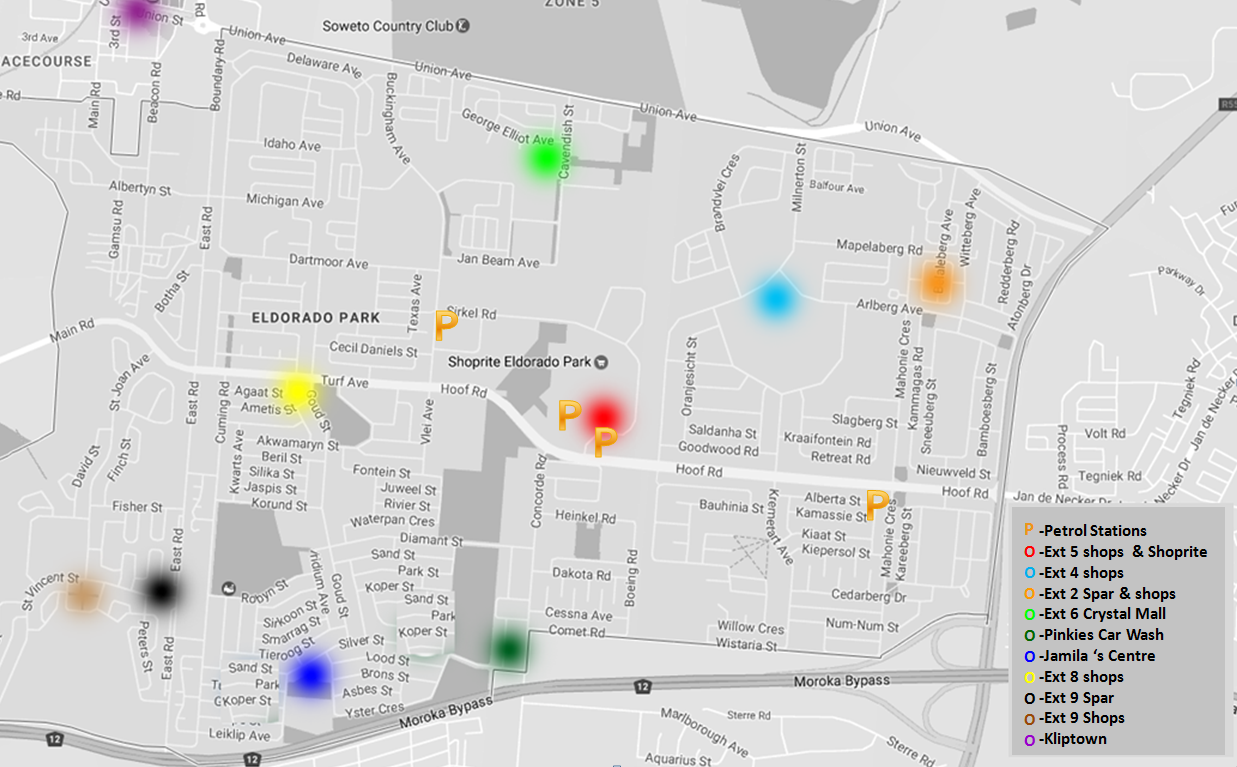 ZONE 5
Union St
Rd
3rd St
Soweto Country Club
3rd Ave
Union Ave
ACECOURSE
Delaware Ave
Union Ave
Boundary Rd
Beacon Rd
Main Rd
e Rd
Buckingham Ave
R55
George Elliot Ave
Cavendish St
Union Ave
Union Ave
Idaho Ave
Milnerton St
Brandvlei Cres
Balfour Ave
Albertyn St
Michigan Ave
Gamsu Rd
East Rd
Witteberg Ave
Redderberg Rd
Mapelaberg Rd
Jan Beam Ave
Dartmoor Ave
Botha St
Texas Ave
Atonberg Dr
Parkway Dr
Arlberg Ave
P
Sirkel Rd
ELDORADO PARK
Main Rd
Cecil Daniels St
Shoprite Eldorado Park
Mahonie Cres
Kammagas Rd
Sneeuberg St
Bamboesberg St
Oranjesicht St
St Joan Ave
Turf Ave
Hoof Rd
Agaat St
Ametis St
Goud St
East Rd
Cuming Rd
Vlei Ave
P
P
Tegniek Rd
Jan de Necker Dr
Saldanha St
Slagberg St
Kraaifontein Rd
Goodwood Rd
Retreat Rd
Volt Rd
Process Rd
Akwamaryn St
Beril St
Silika St
Jaspis St
Korund St
Kwarts Ave
David St
Finch St
Fontein St
Juweel St
Rivier St
Waterpan Cres
Concorde Rd
Hoof Rd
Nieuwveld St
Hoof Rd
Tegniek Rd
Necker Dr
Jan de Necker Dr
P
Bauhinia St
Kremetart Ave
Alberta St
Kamassie St
Kiaat St
Kiepersol St
Mahonie Cres
Kareeberg St
Fisher St
East Rd
Heinkel Rd
Diamant St
Sand St
Park St
Koper St
Sand St
Park
Koper St
Dakota Rd
Boeing Rd
Cessna Ave
Comet Rd
Cedarberg Dr
Num-Num St
Willow Cres
Wistaria St
St Vincent St
Robyn St
Iridium Ave
Goud St
Sirkoon St
Smarrag St
Tieroog St
Silver St
Peters St
East Rd
Sand St
Park
Koper St
Lood St
Brons St
Asbes St
Yster Cres
Leiklip Ave
Moroka Bypass
12
Moroka Bypass
12
12
Marlborough Ave
Sterre Rd
Sterre Rd
Aquarius St
P -Petrol Stations
O -Ext 5 shops & Shoprite
O -Ext 4 shops
O -Ext 2 Spar & shops
O -Ext 6 Crystal Mall
O -Pinkies Car Wash
O -Jamila ‘s Centre
O -Ext 8 shops
O -Ext 9 Spar
O -Ext 9 Shops
O -Kliptown